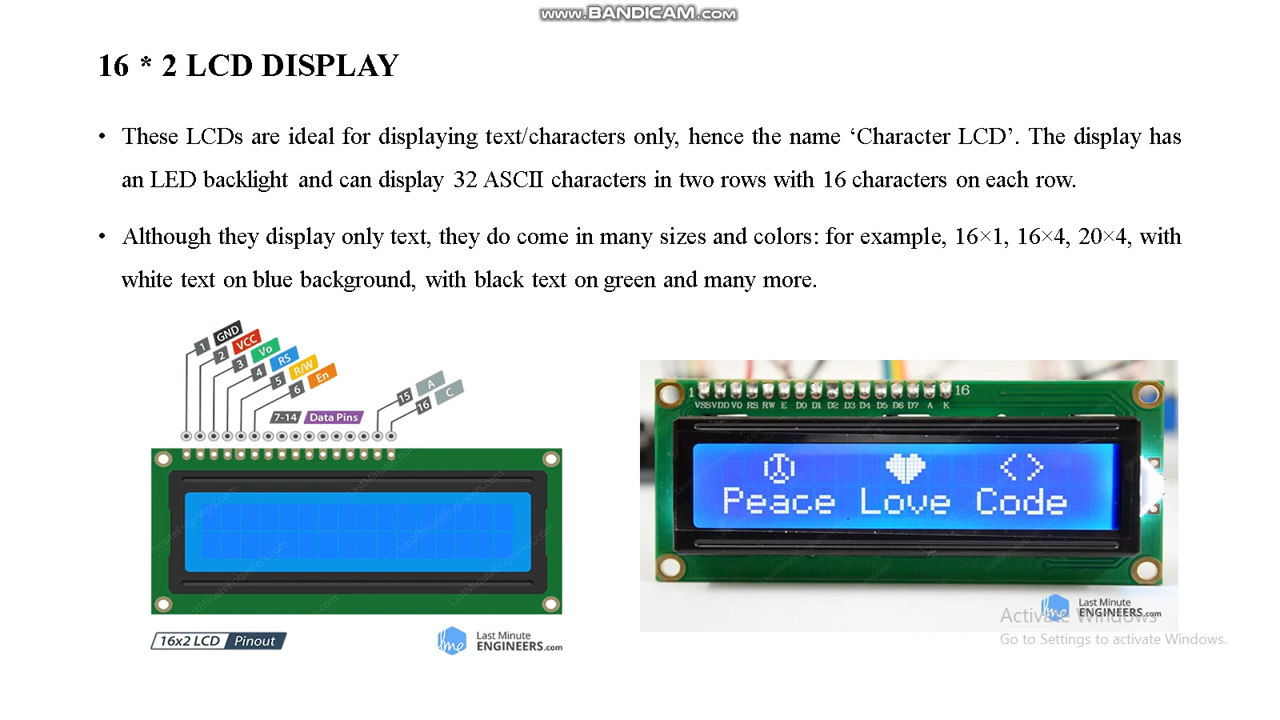 www.BANDICAM.com
16 * 2 LCD DISPLAY
• These LCDs are ideal for displaying text/characters only, hence the name ‘Character LCD’. The display has
an LED backlight and can display 32 ASCII characters in two rows with 16 characters on each row.
• Although they display only text, they do come in many sizes and colors: for example, 16×1, 16×4, 20×4, with
white text on blue background, with black text on green and many more.
1 GND
2 VCC
3 Vo
4 RS
5 R/W
6 En
7-14 Data Pins
15 A
16 C
LastMinuteEngineers.com
16x2 LCD Pinout
lme Last Minute
ENGINEERS.com
1 16
VSS VDD VO RS RW E D0 D1 D2 D3 D4 D5 D6 D7 A K
Peace Love Code
lme Last Minute
ENGINEERS.com
Activate Windows
Go to Settings to activate Windows.